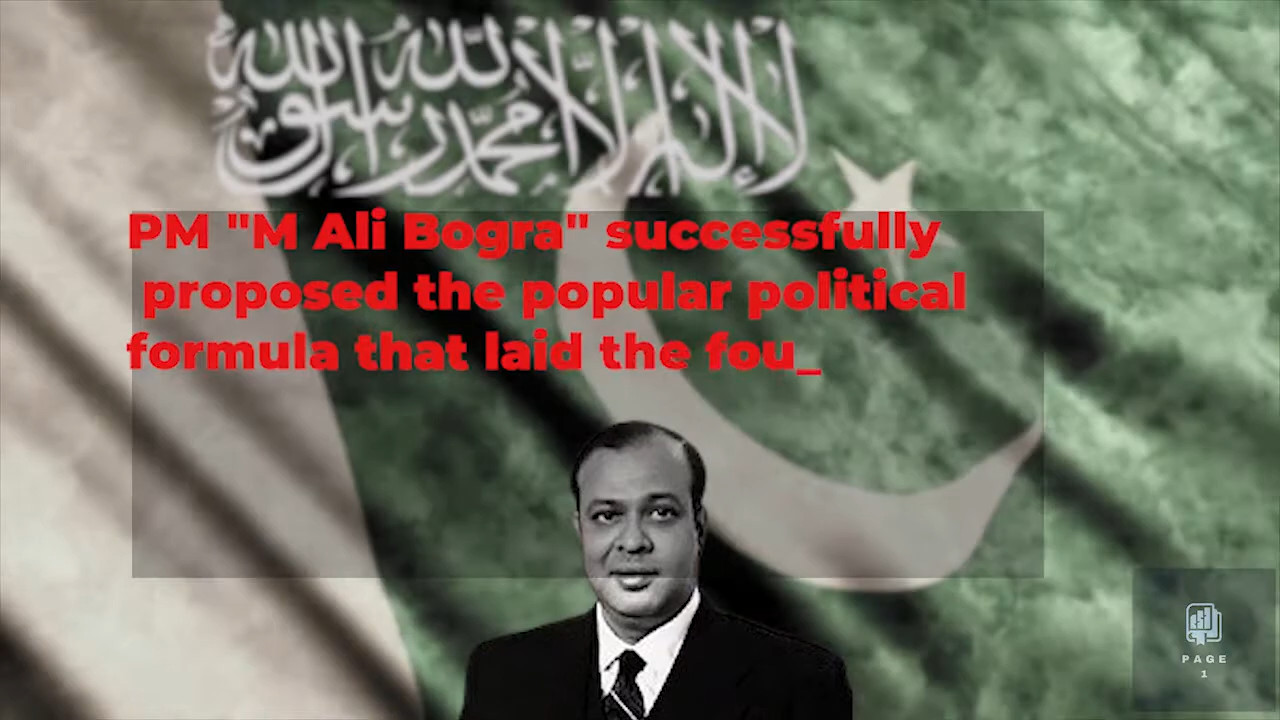 لا إله إلا الله محمد رسول الله
PM "M Ali Bogra" successfully
proposed the popular political
formula that laid the fou_
PAGE
1